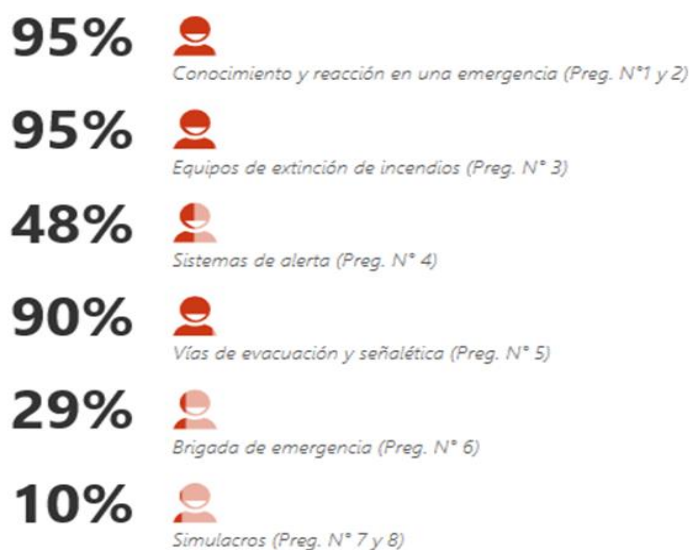 95%
Conocimiento y reacción en una emergencia (Preg. N°1 y 2)
95%
Equipos de extinción de incendios (Preg. N° 3)
48%
Sistemas de alerta (Preg. N° 4)
90%
Vías de evacuación y señalética (Preg. N° 5)
29%
Brigada de emergencia (Preg. N° 6)
10%
Simulacros (Preg. N° 7 y 8)